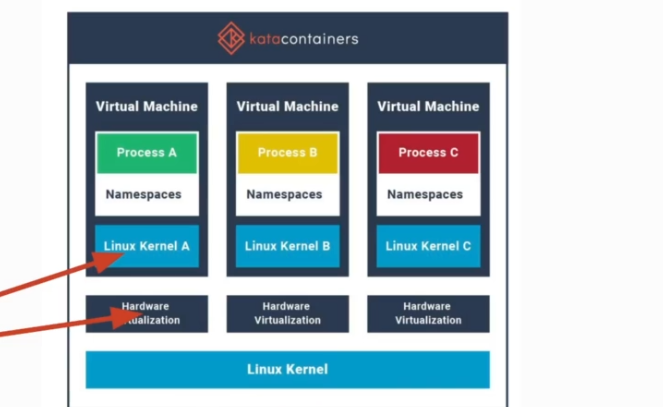 katacontainers
Virtual Machine
Virtual Machine
Virtual Machine
Process A
Process B
Process C
Namespaces
Namespaces
Namespaces
Linux Kernel A
Linux Kernel B
Linux Kernel C
Hardware
Virtualization
Hardware
Virtualization
Hardware
Virtualization
Linux Kernel